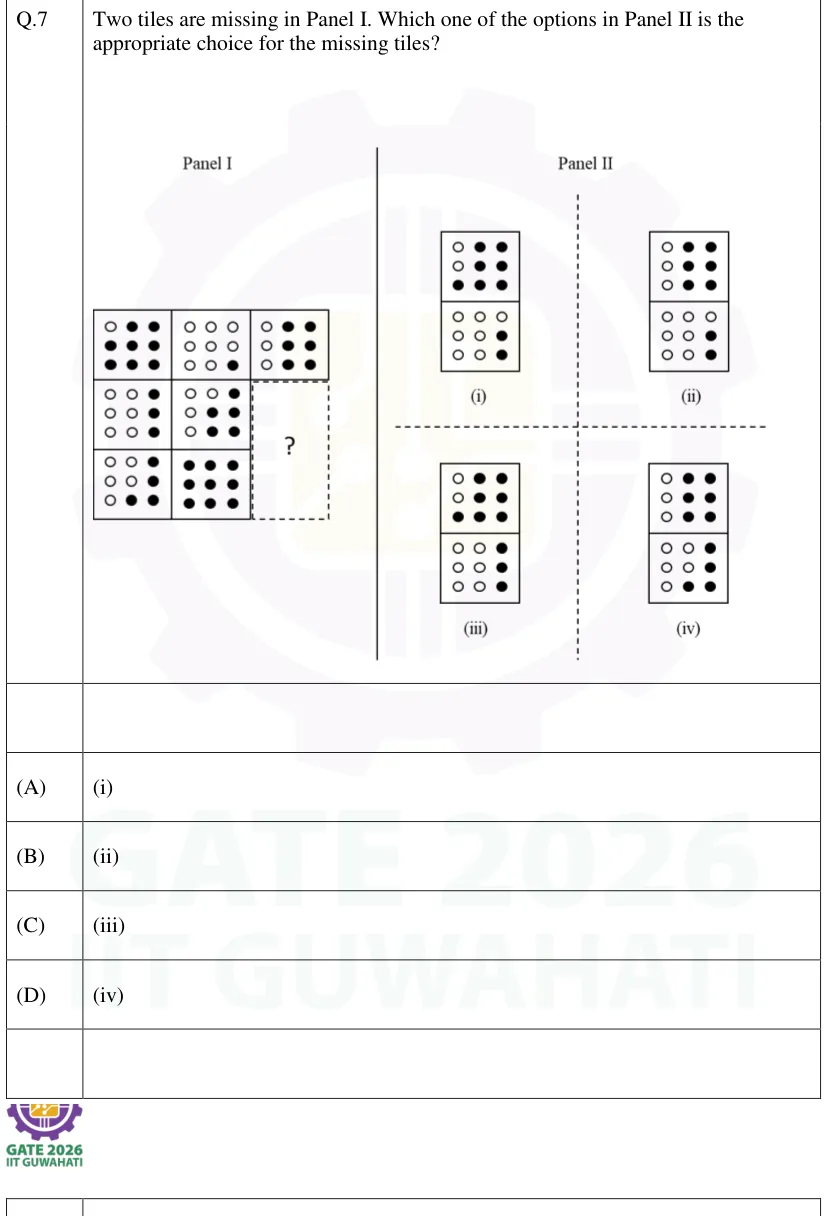 Q.7 Two tiles are missing in Panel I. Which one of the options in Panel II is the
appropriate choice for the missing tiles?
Panel I Panel II
(i) (ii)
?
(iii) (iv)
(A) (i)
(B) (ii)
(C) (iii)
(D) (iv)
GATE 2026
IIT GUWAHATI
GATE 2026
IIT GUWAHATI